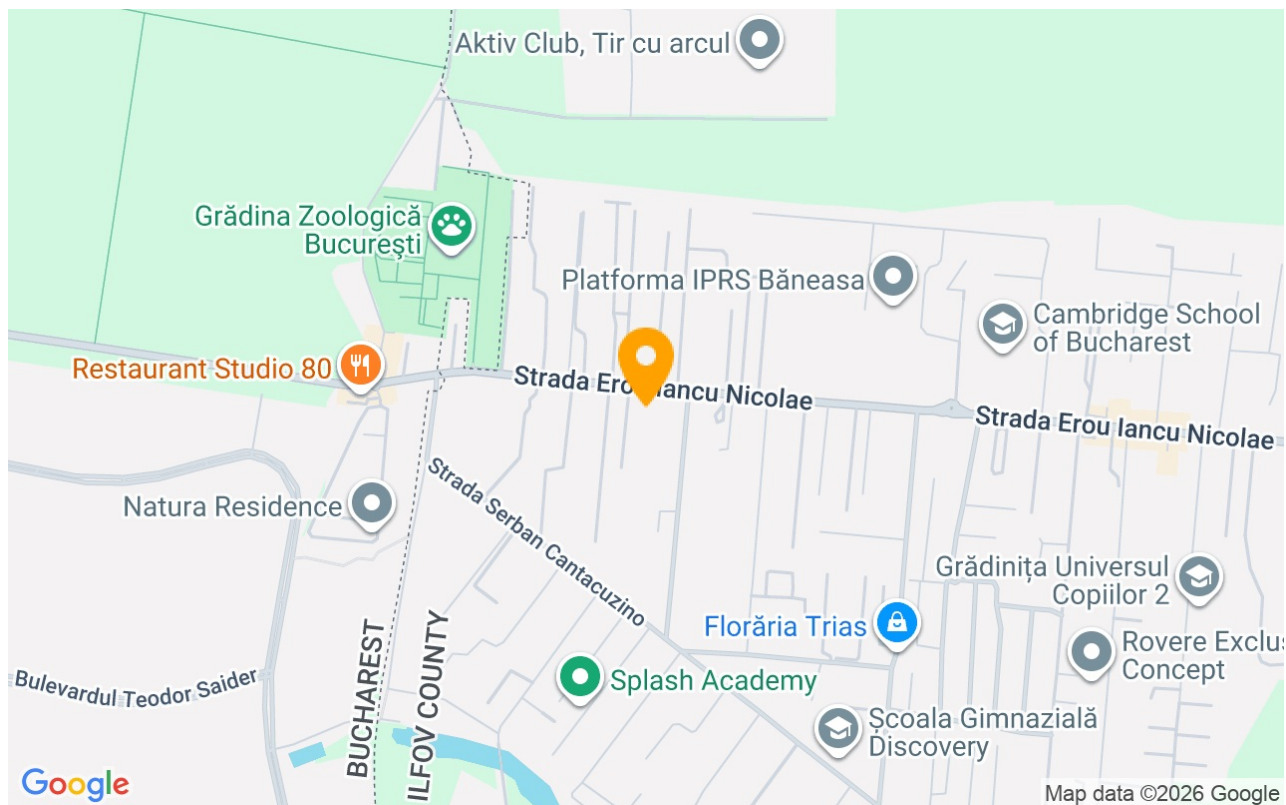 Aktiv Club, Tir cu arcul
Grădina Zoologică
București
Platforma IPRS Băneasa
Cambridge School
of Bucharest
Restaurant Studio 80
Strada Erou Iancu Nicolae
Strada Erou Iancu Nicolae
Natura Residence
Strada Serban Cantacuzino
Grădinița Universul
Copiilor 2
Florăria Trias
Rovere Exclus
Concept
BUCHAREST
ILFOV COUNTY
Bulevardul Teodor Saider
Splash Academy
Școala Gimnazială
Discovery
Google
Map data ©2026 Google